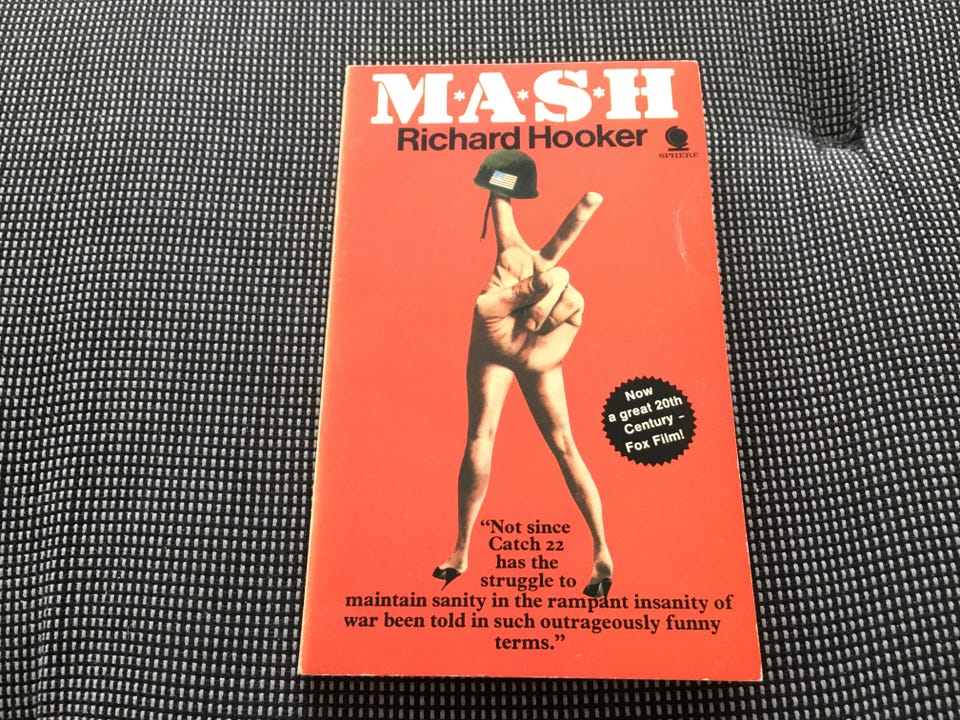 M*A*S*H
Richard Hooker
SPHERE
Now
a great 20th
Century –
Fox Film!
“Not since
Catch 22
has the
struggle to
maintain sanity in the rampant insanity of
war been told in such outrageously funny
terms.”